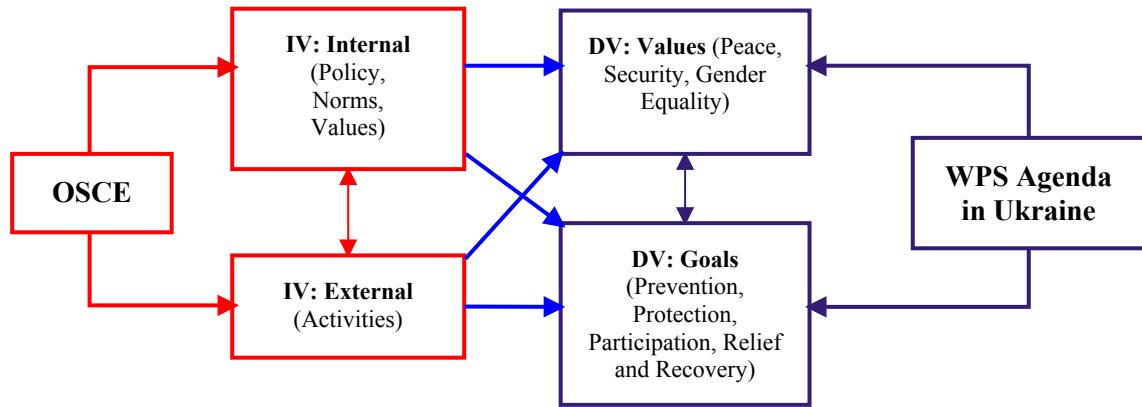 OSCE
IV: Internal
(Policy,
Norms,
Values)
IV: External
(Activities)
DV: Values (Peace,
Security, Gender
Equality)
DV: Goals
(Prevention,
Protection,
Participation, Relief
and Recovery)
WPS Agenda
in Ukraine